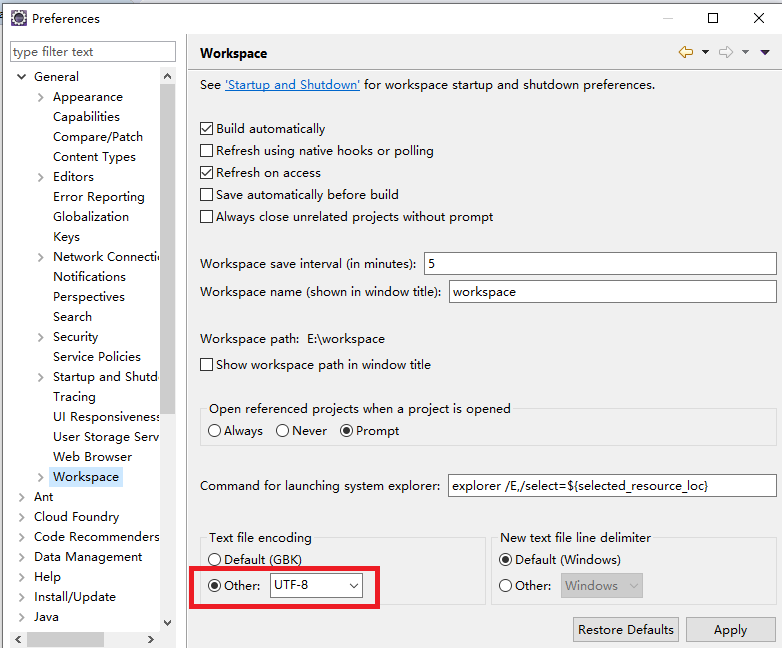 Preferences
type filter text
General
Appearance
Capabilities
Compare/Patch
Content Types
Editors
Error Reporting
Globalization
Keys
Network Connectio
Notifications
Perspectives
Search
Security
Service Policies
Startup and Shutd
Tracing
UI Responsiveness
User Storage Serv
Web Browser
Workspace
Ant
Cloud Foundry
Code Recommenders
Data Management
Help
Install/Update
Java
Workspace
See 'Startup and Shutdown' for workspace startup and shutdown preferences.
Build automatically
Refresh using native hooks or polling
Refresh on access
Save automatically before build
Always close unrelated projects without prompt
Workspace save interval (in minutes): 5
Workspace name (shown in window title): workspace
Workspace path: E:\workspace
Show workspace path in window title
Open referenced projects when a project is opened
Always Never Prompt
Command for launching system explorer: explorer /E,/select=${selected_resource_loc}
Text file encoding
Default (GBK)
Other: UTF-8
New text file line delimiter
Default (Windows)
Other: Windows
Restore Defaults Apply